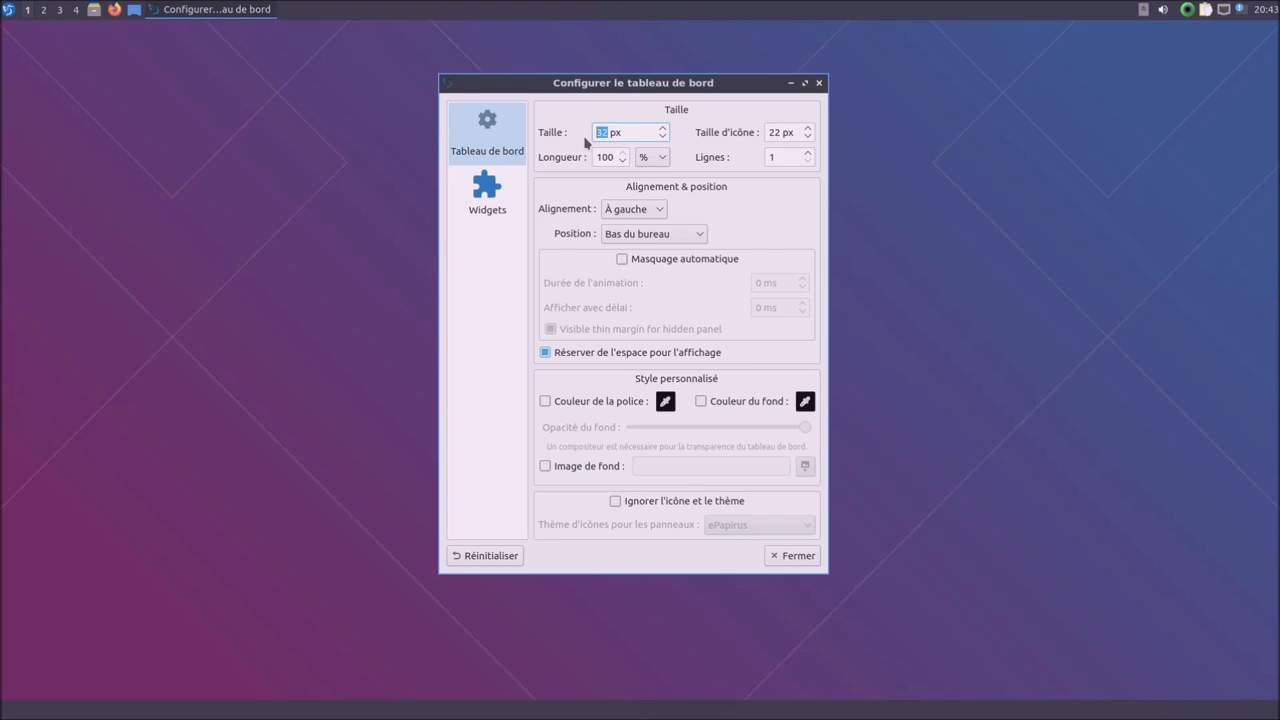 1 2 3 4 Configurer...au de bord 20:43
Configurer le tableau de bord
Tableau de bord
Widgets
Taille
Taille : 32 px Taille d'icône : 22 px
Longueur : 100 % Lignes : 1
Alignement & position
Alignement : À gauche
Position : Bas du bureau
Masquage automatique
Durée de l'animation : 0 ms
Afficher avec délai : 0 ms
Visible thin margin for hidden panel
Réserver de l'espace pour l'affichage
Style personnalisé
Couleur de la police : Couleur du fond :
Opacité du fond :
Un compositeur est nécessaire pour la transparence du tableau de bord.
Image de fond :
Ignorer l'icône et le thème
Thème d'icônes pour les panneaux : ePapirus
Réinitialiser Fermer